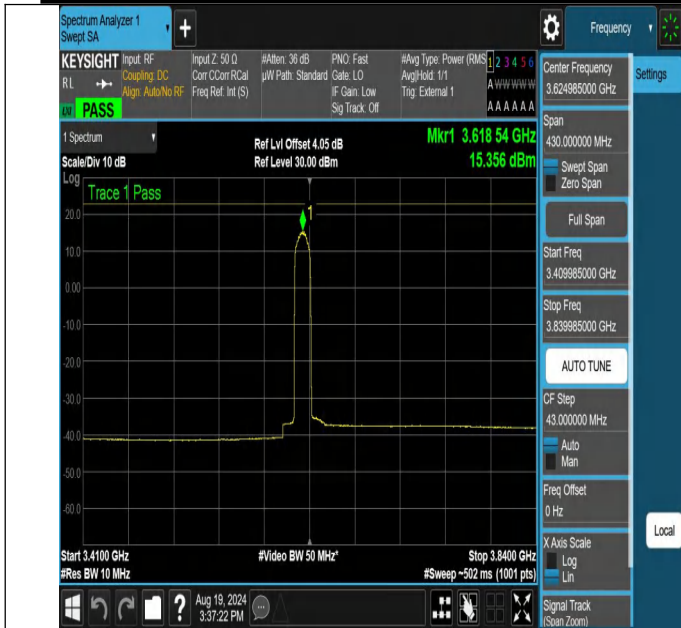 Spectrum Analyzer 1
Swept SA
Frequency
KEYSIGHT
RL
PASS
Input: RF
Coupling: DC
Align: Auto/No RF
Input Z: 50 Ω
Corr CCorr RCal
Freq Ref: Int (S)
#Atten: 36 dB
µW Path: Standard
PNO: Fast
Gate: LO
IF Gain: Low
Sig Track: Off
#Avg Type: Power (RMS)
Avg|Hold: 1/1
Trig: External 1
1 2 3 4 5 6
A W W W W W
A A A A A A
Center Frequency
3.624985000 GHz
Settings
1 Spectrum
Scale/Div 10 dB
Ref Lvl Offset 4.05 dB
Ref Level 30.00 dBm
Mkr1 3.618 54 GHz
15.356 dBm
Log
Trace 1 Pass
1
20.0
10.0
0.00
-10.0
-20.0
-30.0
-40.0
-50.0
-60.0
Start 3.4100 GHz
#Res BW 10 MHz
#Video BW 50 MHz*
Stop 3.8400 GHz
#Sweep ~502 ms (1001 pts)
Span
430.000000 MHz
Swept Span
Zero Span
Full Span
Start Freq
3.409985000 GHz
Stop Freq
3.839985000 GHz
AUTO TUNE
CF Step
43.000000 MHz
Auto
Man
Freq Offset
0 Hz
X Axis Scale
Log
Lin
Local
Signal Track
(Span Zoom)
?
Aug 19, 2024
3:37:22 PM